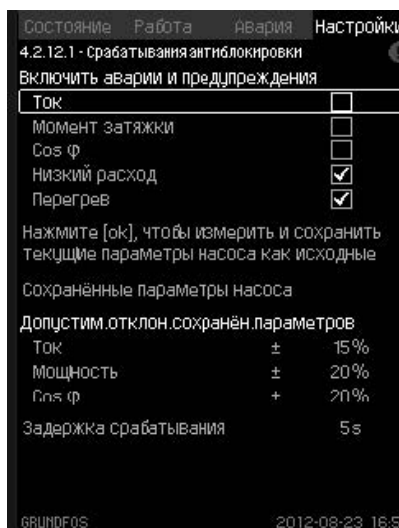 Состояние Работа Авария Настройки
4.2.12.1 - Срабатывания антиблокировки
Включить аварии и предупреждения
Ток
Момент затяжки
Cos φ
Низкий расход
Перегрев
Нажмите [ok], чтобы измерить и сохранить
текущие параметры насоса как исходные
Сохранённые параметры насоса
Допустим.отклон.сохранён.параметров
Ток ± 15%
Мощность ± 20%
Cos φ ± 20%
Задержка срабатывания 5s
GRUNDFOS 2012-08-23